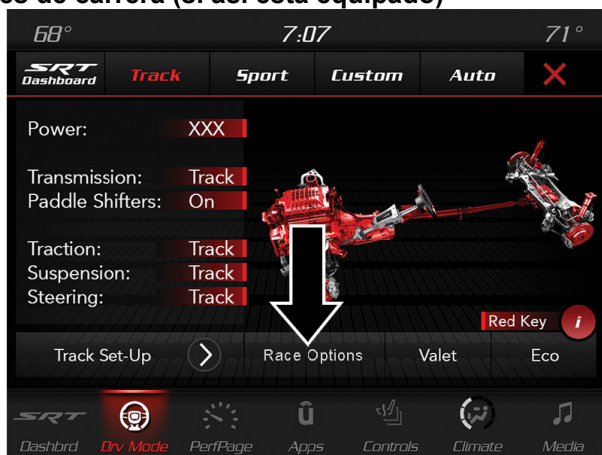 es de carrera (si así está equipado)
68° 7:07 71°
SRT Dashboard Track Sport Custom Auto X
Power: XXX
Transmission: Track
Paddle Shifters: On
Traction: Track
Suspension: Track
Steering: Track
Red Key i
Track Set-Up > Race Options Valet Eco
SRT
Dashbrd Drv Mode PerfPage Apps Controls Climate Media